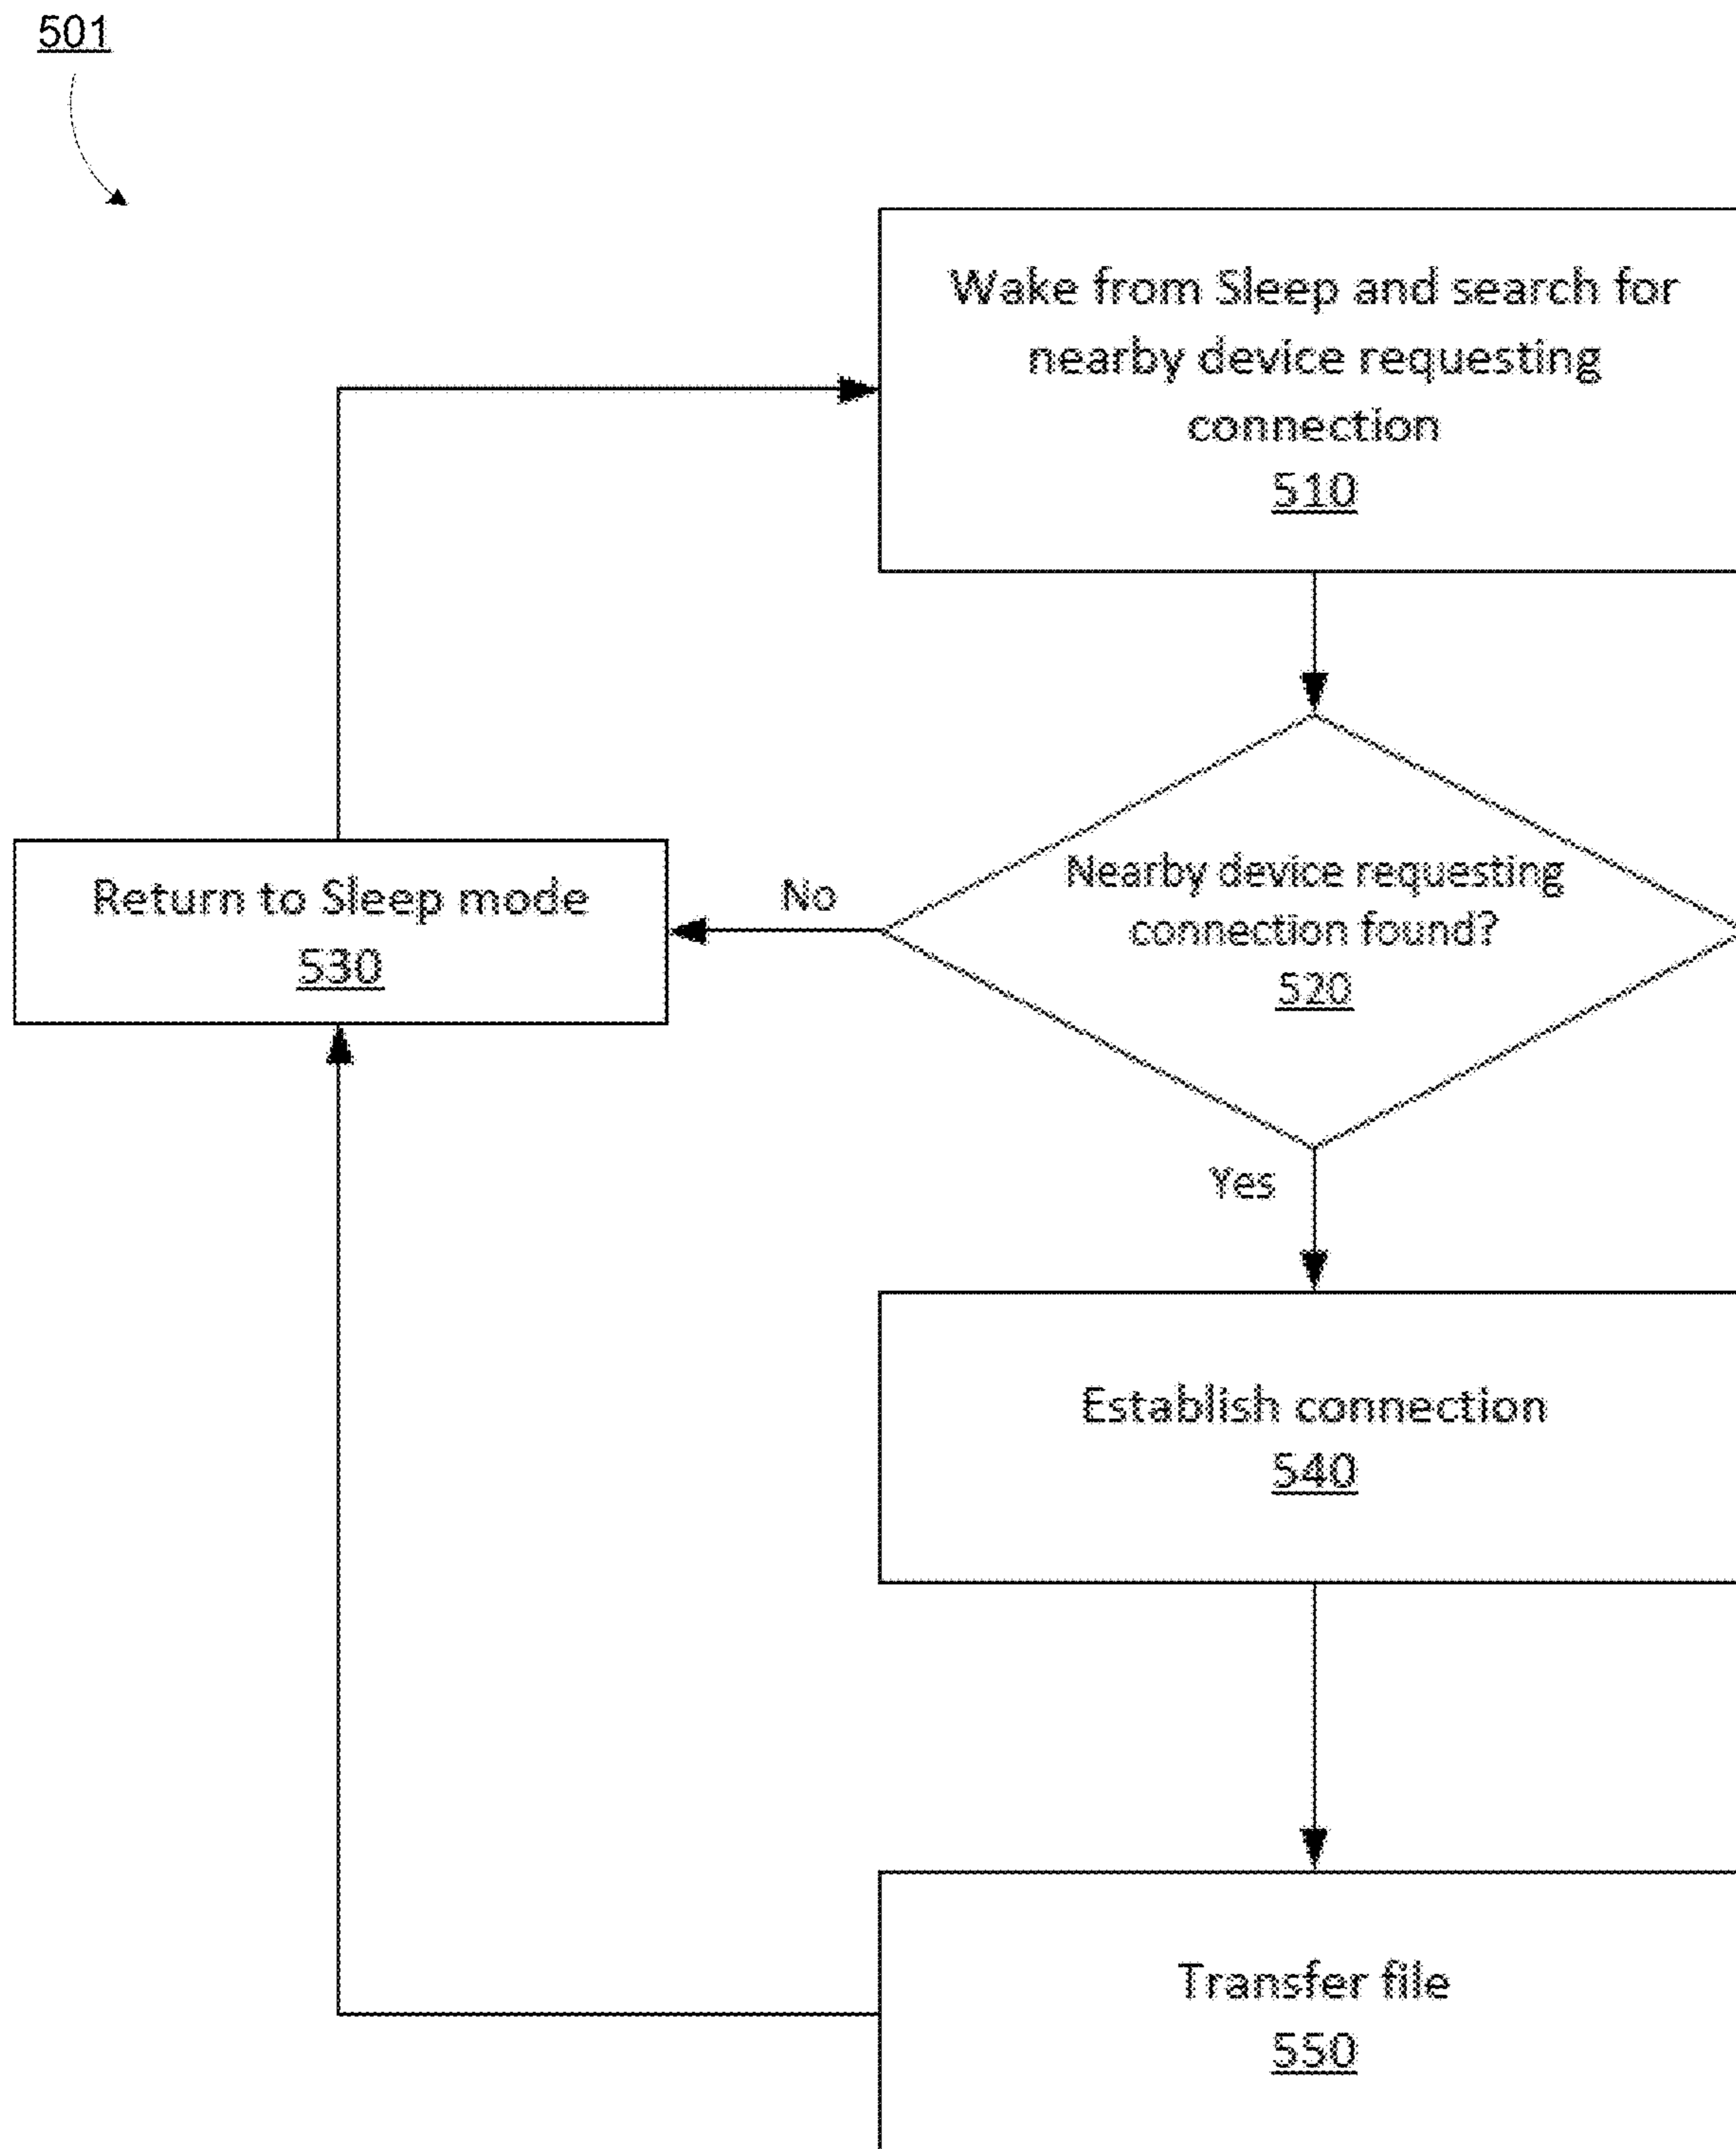 501
Wake from Sleep and search for
nearby device requesting
connection
510
Nearby device requesting
connection found?
520
No
Return to Sleep mode
530
Yes
Establish connection
540
Transfer file
550